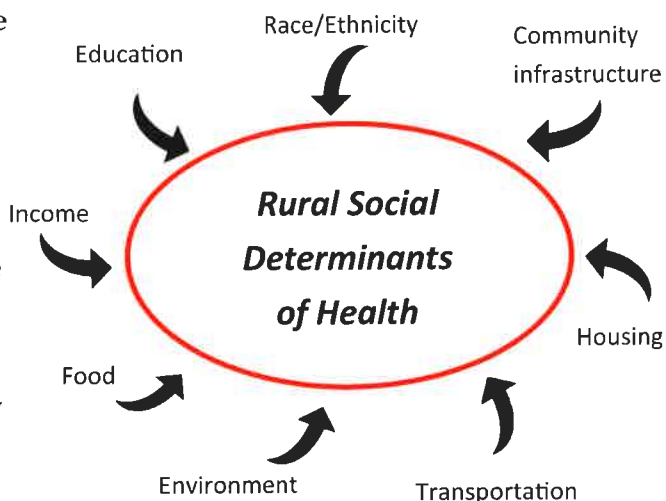 e
Race/Ethnicity
Community
infrastructure
Education
Income
Rural Social
Determinants
of Health
Housing
Food
Environment
Transportation